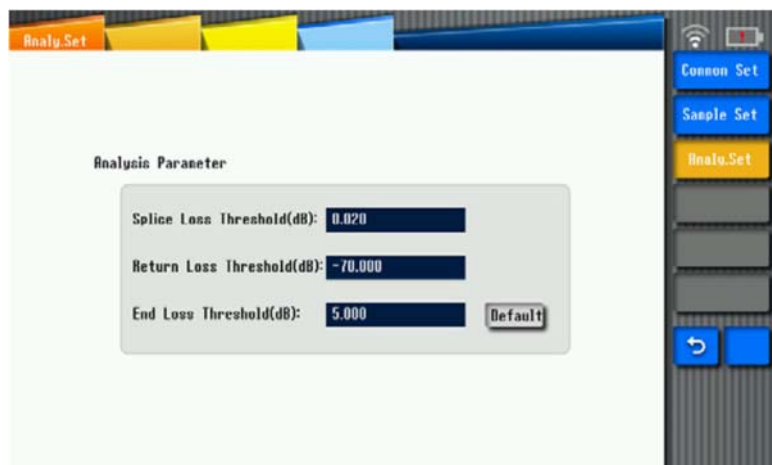 Analy.Set
Common Set
Sample Set
Analy.Set
Analysis Parameter
Splice Loss Threshold(dB): 0.020
Return Loss Threshold(dB): -70.000
End Loss Threshold(dB): 5.000
Default